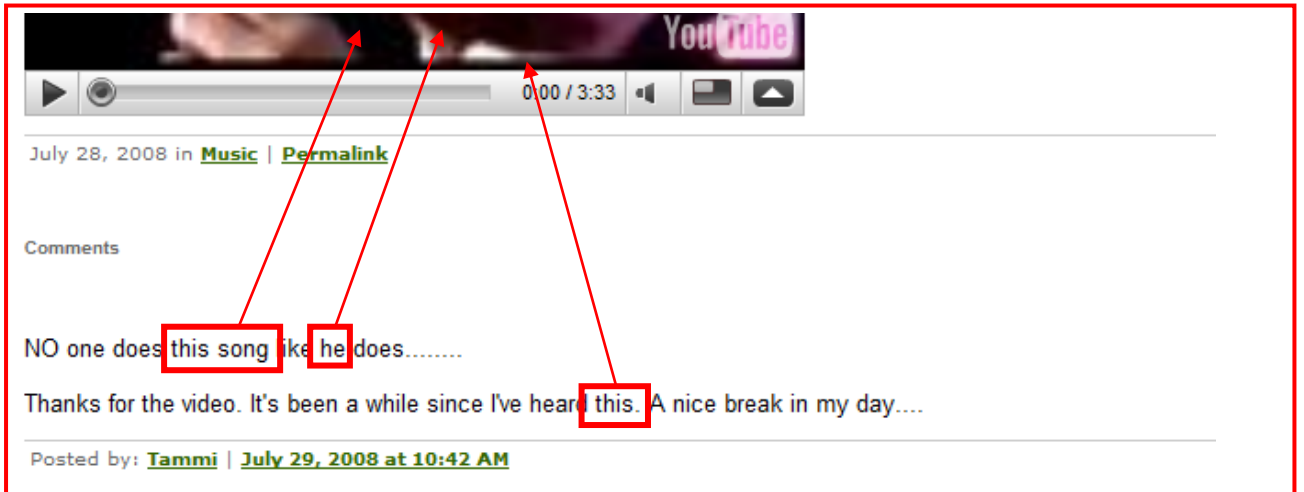 YouTube
0:00 / 3:33
July 28, 2008 in Music | Permalink
Comments
NO one does this song like he does........
Thanks for the video. It's been a while since I've heard this. A nice break in my day....
Posted by: Tammi | July 29, 2008 at 10:42 AM